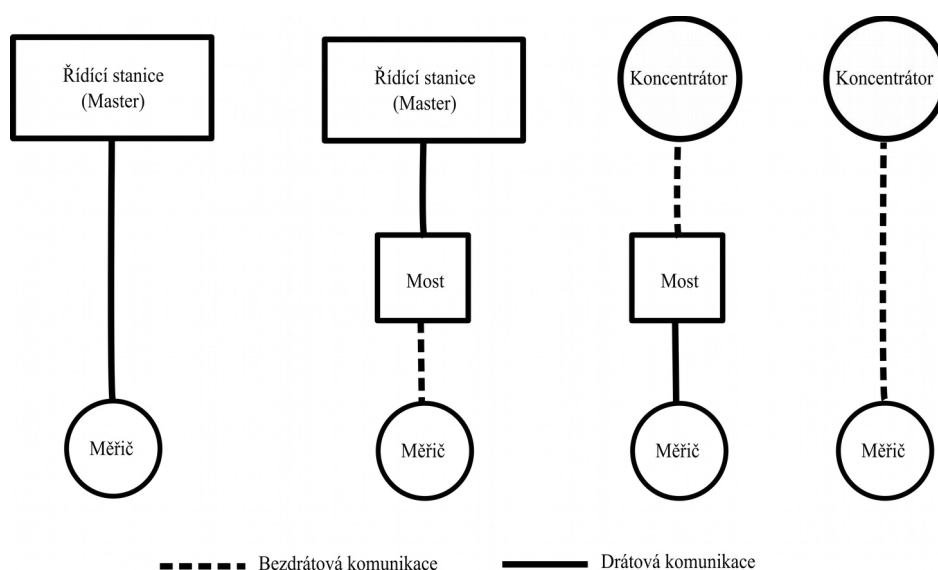 Řídící stanice
(Master)
Řídící stanice
(Master)
Koncentrátor
Koncentrátor
Most
Most
Měřič
Měřič
Měřič
Měřič
Bezdrátová komunikace
Drátová komunikace